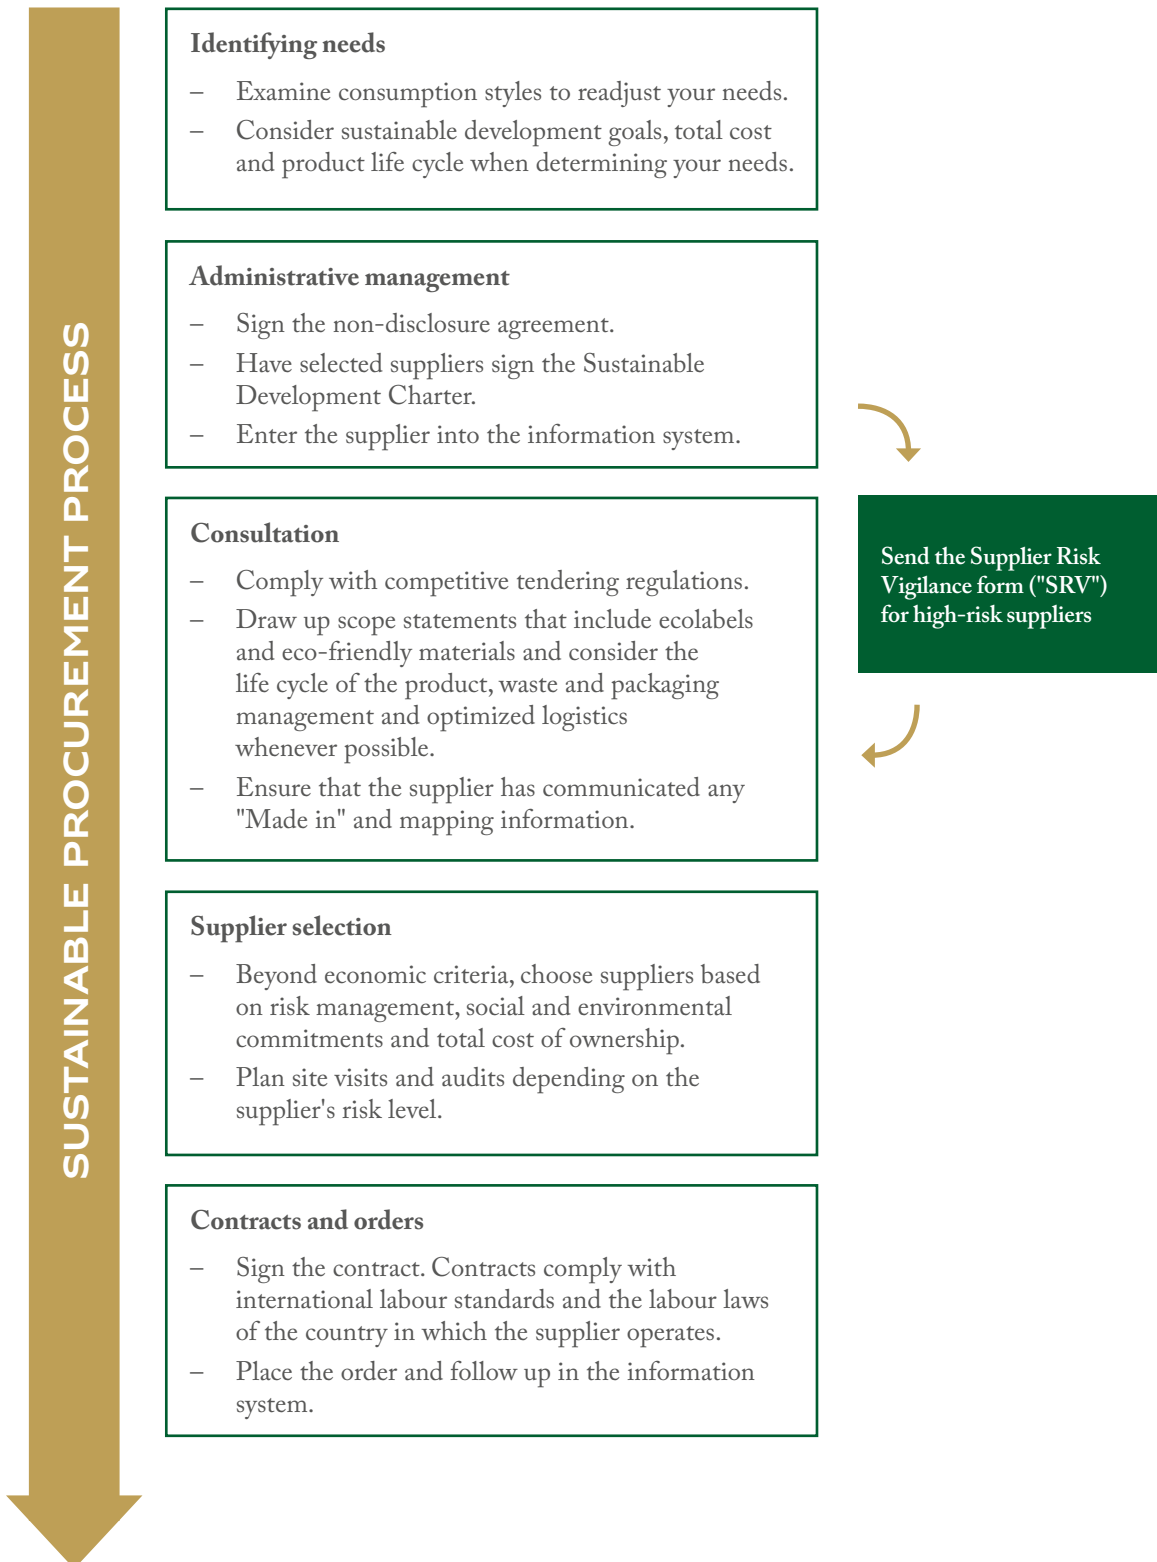 SUSTAINABLE PROCUREMENT PROCESS
Identifying needs
– Examine consumption styles to readjust your needs.
– Consider sustainable development goals, total cost
and product life cycle when determining your needs.
Administrative management
– Sign the non-disclosure agreement.
– Have selected suppliers sign the Sustainable
Development Charter.
– Enter the supplier into the information system.
Send the Supplier Risk
Vigilance form ("SRV")
for high-risk suppliers
Consultation
– Comply with competitive tendering regulations.
– Draw up scope statements that include ecolabels
and eco-friendly materials and consider the
life cycle of the product, waste and packaging
management and optimized logistics
whenever possible.
– Ensure that the supplier has communicated any
"Made in" and mapping information.
Supplier selection
– Beyond economic criteria, choose suppliers based
on risk management, social and environmental
commitments and total cost of ownership.
– Plan site visits and audits depending on the
supplier's risk level.
Contracts and orders
– Sign the contract. Contracts comply with
international labour standards and the labour laws
of the country in which the supplier operates.
– Place the order and follow up in the information
system.